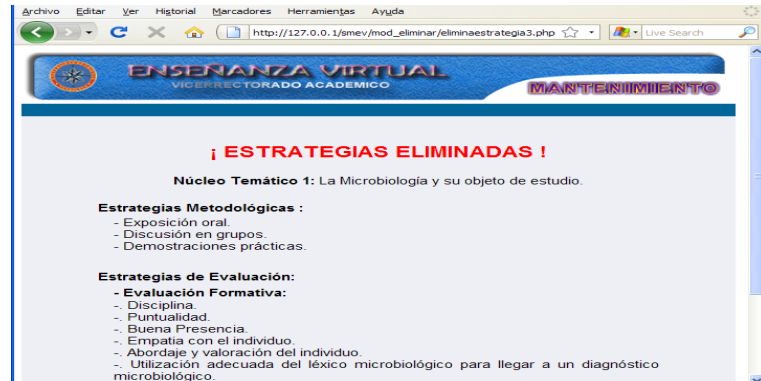 Archivo Editar Ver Historial Marcadores Herramientas Ayuda
http://127.0.0.1/smev/mod_eliminar/eliminaestrategia3.php
Live Search
ENSEÑANZA VIRTUAL
VICERRECTORADO ACADEMICO
MANTENIMIENTO
¡ ESTRATEGIAS ELIMINADAS !
Núcleo Temático 1: La Microbiología y su objeto de estudio.
Estrategias Metodológicas :
- Exposición oral.
- Discusión en grupos.
- Demostraciones prácticas.
Estrategias de Evaluación:
- Evaluación Formativa:
-. Disciplina.
-. Puntualidad.
-. Buena Presencia.
-. Empatia con el individuo.
-. Abordaje y valoración del individuo.
-. Utilización adecuada del léxico microbiológico para llegar a un diagnóstico
microbiológico.